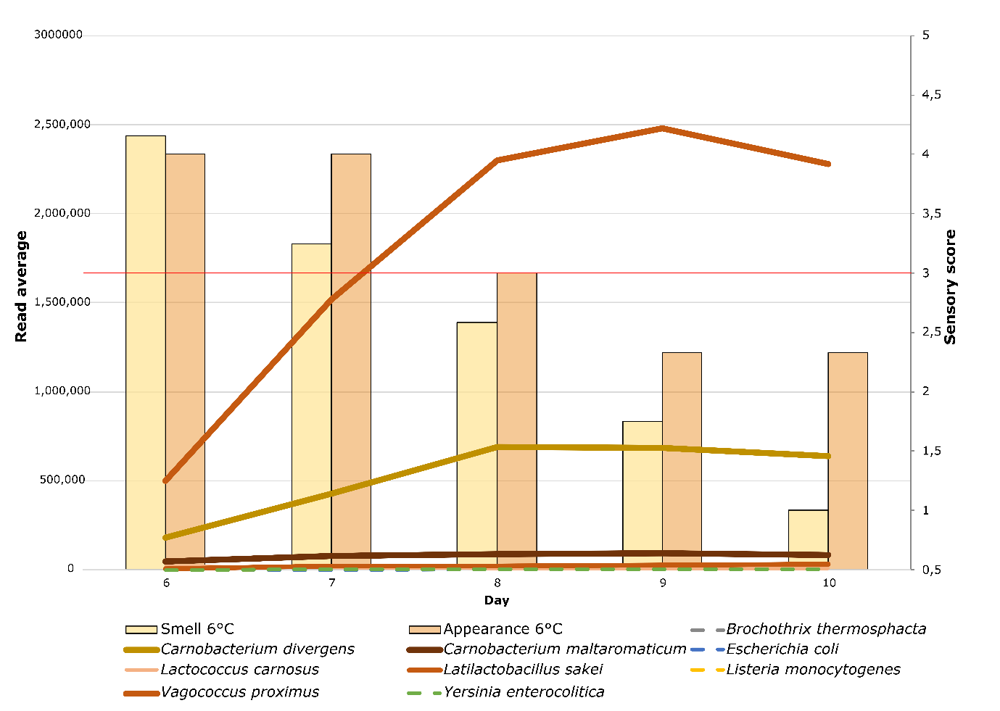 3000000
2,500,000
2,000,000
1,500,000
1,000,000
500,000
0
Read average
5
4,5
4
3,5
3
2,5
2
1,5
1
0,5
Sensory score
6 7 8 9 10
Day
Smell 6°C Appearance 6°C Brochothrix thermosphacta
Carnobacterium divergens Carnobacterium maltaromaticum Escherichia coli
Lactococcus carnosus Latilactobacillus sakei Listeria monocytogenes
Vagococcus proximus Yersinia enterocolitica